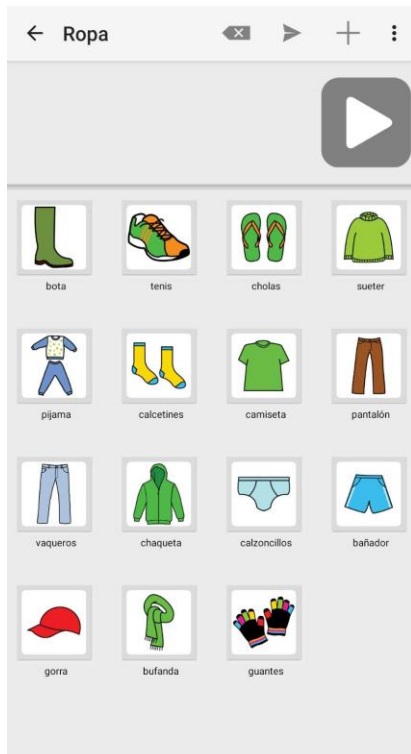 Ropa
bota
tenis
cholas
sueter
pijama
calcetines
camiseta
pantalón
vaqueros
chaqueta
calzoncillos
bañador
gorra
bufanda
guantes